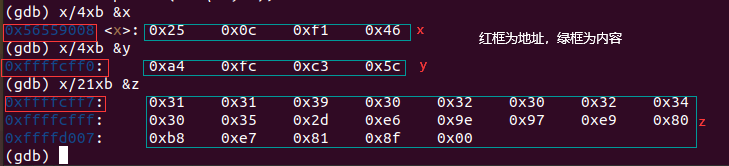 (gdb) x/4xb &x
0x56559008 <x>: 0x25 0x0c 0xf1 0x46 x
红框为地址，绿框为内容
(gdb) x/4xb &y
0xffffcff0: 0xa4 0xfc 0xc3 0x5c y
(gdb) x/21xb &z
0xffffcff7: 0x31 0x31 0x39 0x30 0x32 0x30 0x32 0x34
0xffffcfff: 0x30 0x35 0x2d 0xe6 0x9e 0x97 0xe9 0x80 z
0xffffd007: 0xb8 0xe7 0x81 0x8f 0x00
(gdb)